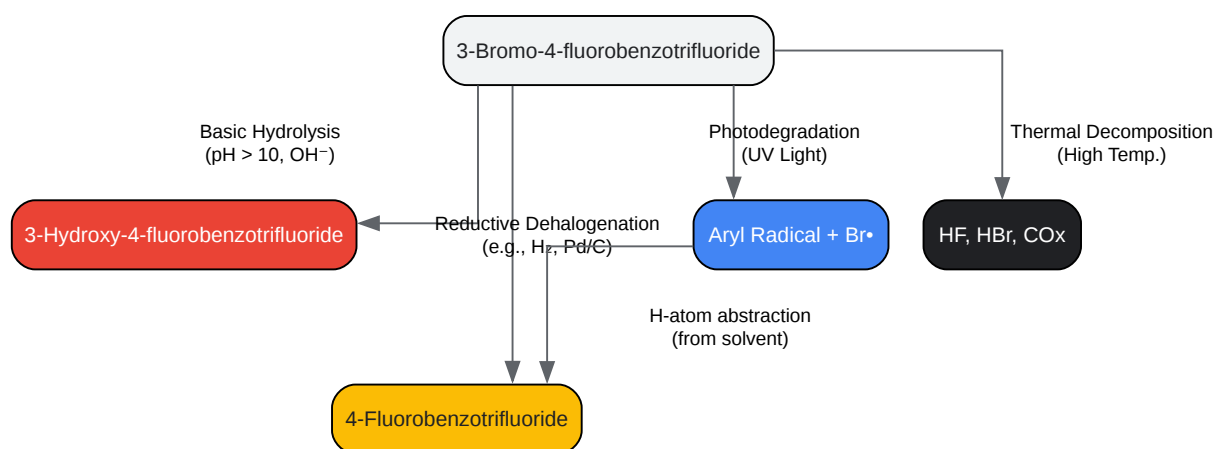 3-Bromo-4-fluorobenzotrifluoride
Basic Hydrolysis
(pH > 10, OH⁻)
Photodegradation
(UV Light)
Thermal Decomposition
(High Temp.)
3-Hydroxy-4-fluorobenzotrifluoride
Reductive Dehalogenation
(e.g., H₂, Pd/C)
Aryl Radical + Br•
HF, HBr, COx
H-atom abstraction
(from solvent)
4-Fluorobenzotrifluoride